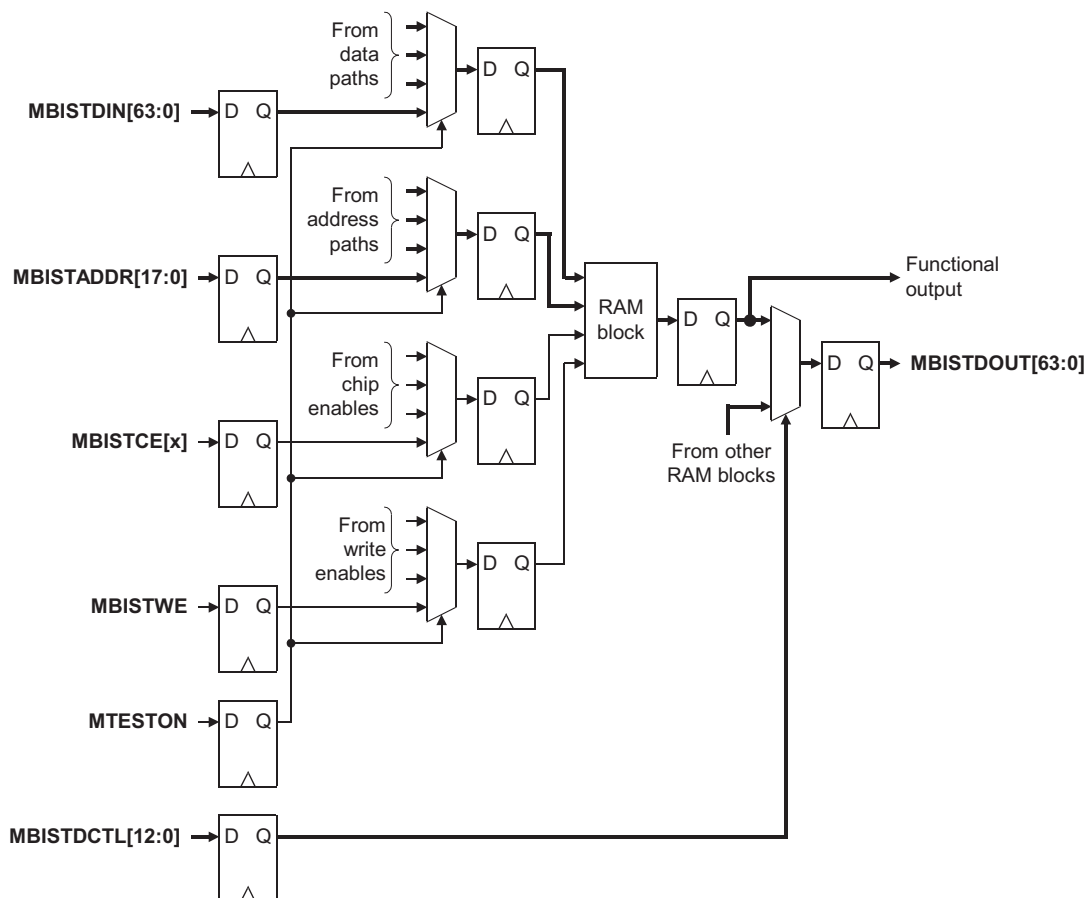 From
data
paths
D Q
MBISTDIN[63:0]
D Q
From
address
paths
D Q
MBISTADDR[17:0]
D Q
Functional
output
RAM
block
D Q
From
chip
enables
D Q
D Q
MBISTDOUT[63:0]
MBISTCE[x]
D Q
From other
RAM blocks
From
write
enables
D Q
MBISTWE
D Q
MTESTON
D Q
MBISTDCTL[12:0]
D Q